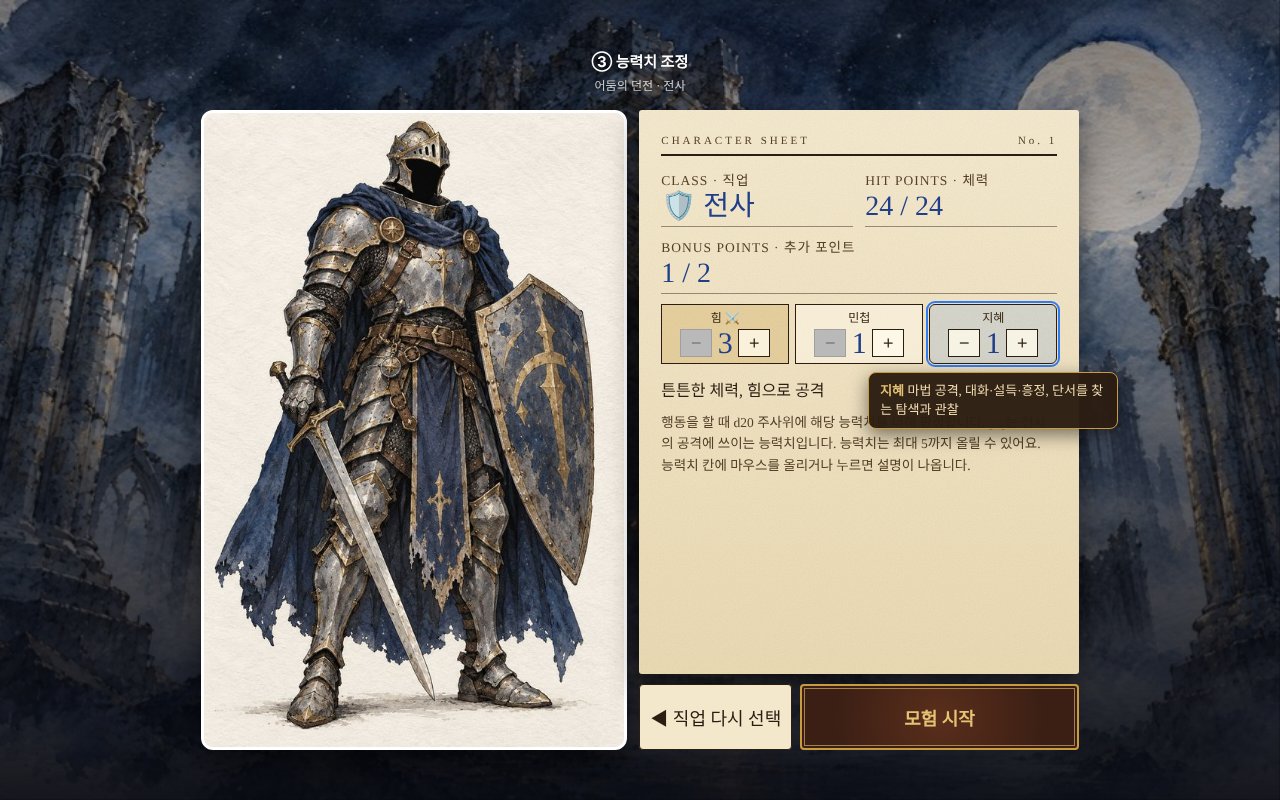 ③ 능력치 조정
어둠의 던전 · 전사
CHARACTER SHEET
No. 1
CLASS · 직업
🛡️ 전사
HIT POINTS · 체력
24 / 24
BONUS POINTS · 추가 포인트
1 / 2
힘 ⚔️
− 3 +
민첩
− 1 +
지혜
− 1 +
튼튼한 체력, 힘으로 공격
지혜 마법 공격, 대화·설득·흥정, 단서를 찾
는 탐색과 관찰
행동을 할 때 d20 주사위에 해당 능력치
의 공격에 쓰이는 능력치입니다. 능력치는 최대 5까지 올릴 수 있어요.
능력치 칸에 마우스를 올리거나 누르면 설명이 나옵니다.
◀ 직업 다시 선택
모험 시작